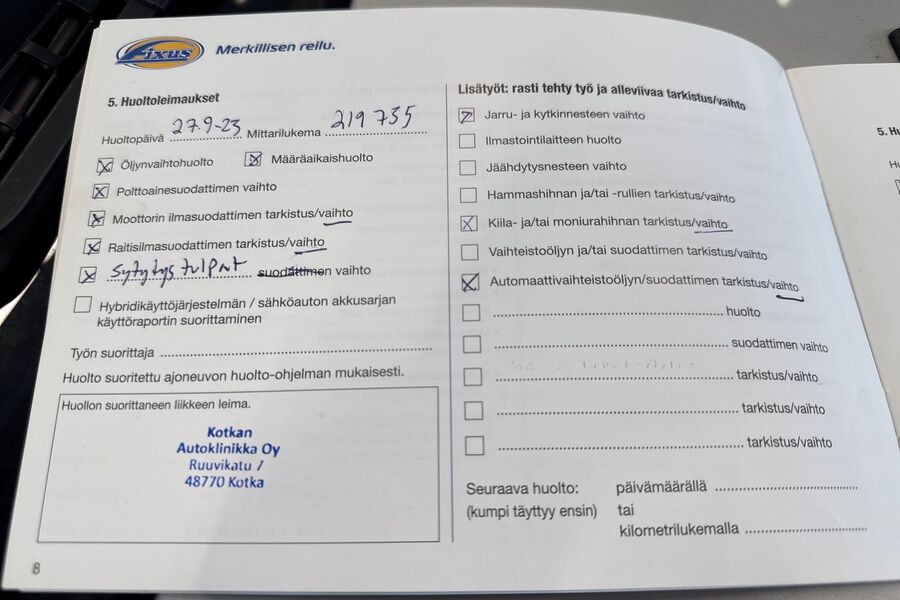 Fixus Merkillisen reilu.
5. Huoltoleimaukset
Huoltopäivä 27.9-23 Mittarilukema 219 735
Öljynvaihtohuolto Määräaikaishuolto
Polttoainesuodattimen vaihto
Moottorin ilmasuodattimen tarkistus/vaihto
Raitisilmasuodattimen tarkistus/vaihto
Sytytystulpat suodattimen vaihto
Hybridikäyttöjärjestelmän / sähköauton akkusarjan
käyttöraportin suorittaminen
Työn suorittaja
Huolto suoritettu ajoneuvon huolto-ohjelman mukaisesti.
Huollon suorittaneen liikkeen leima.
Kotkan
Autoklinikka Oy
Ruuvikatu 7
48770 Kotka
8
Lisätyöt: rasti tehty työ ja alleviivaa tarkistus/vaihto
Jarru- ja kytkinnesteen vaihto
Ilmastointilaitteen huolto
Jäähdytysnesteen vaihto
Hammashihnan ja/tai -rullien tarkistus/vaihto
Kiila- ja/tai moniurahihnan tarkistus/vaihto
Vaihteistoöljyn ja/tai suodattimen tarkistus/vaihto
Automaattivaihteistoöljyn/suodattimen tarkistus/vaihto
huolto
suodattimen vaihto
tarkistus/vaihto
tarkistus/vaihto
tarkistus/vaihto
Seuraava huolto: päivämäärällä
(kumpi täyttyy ensin) tai
kilometrilukemalla
5. H